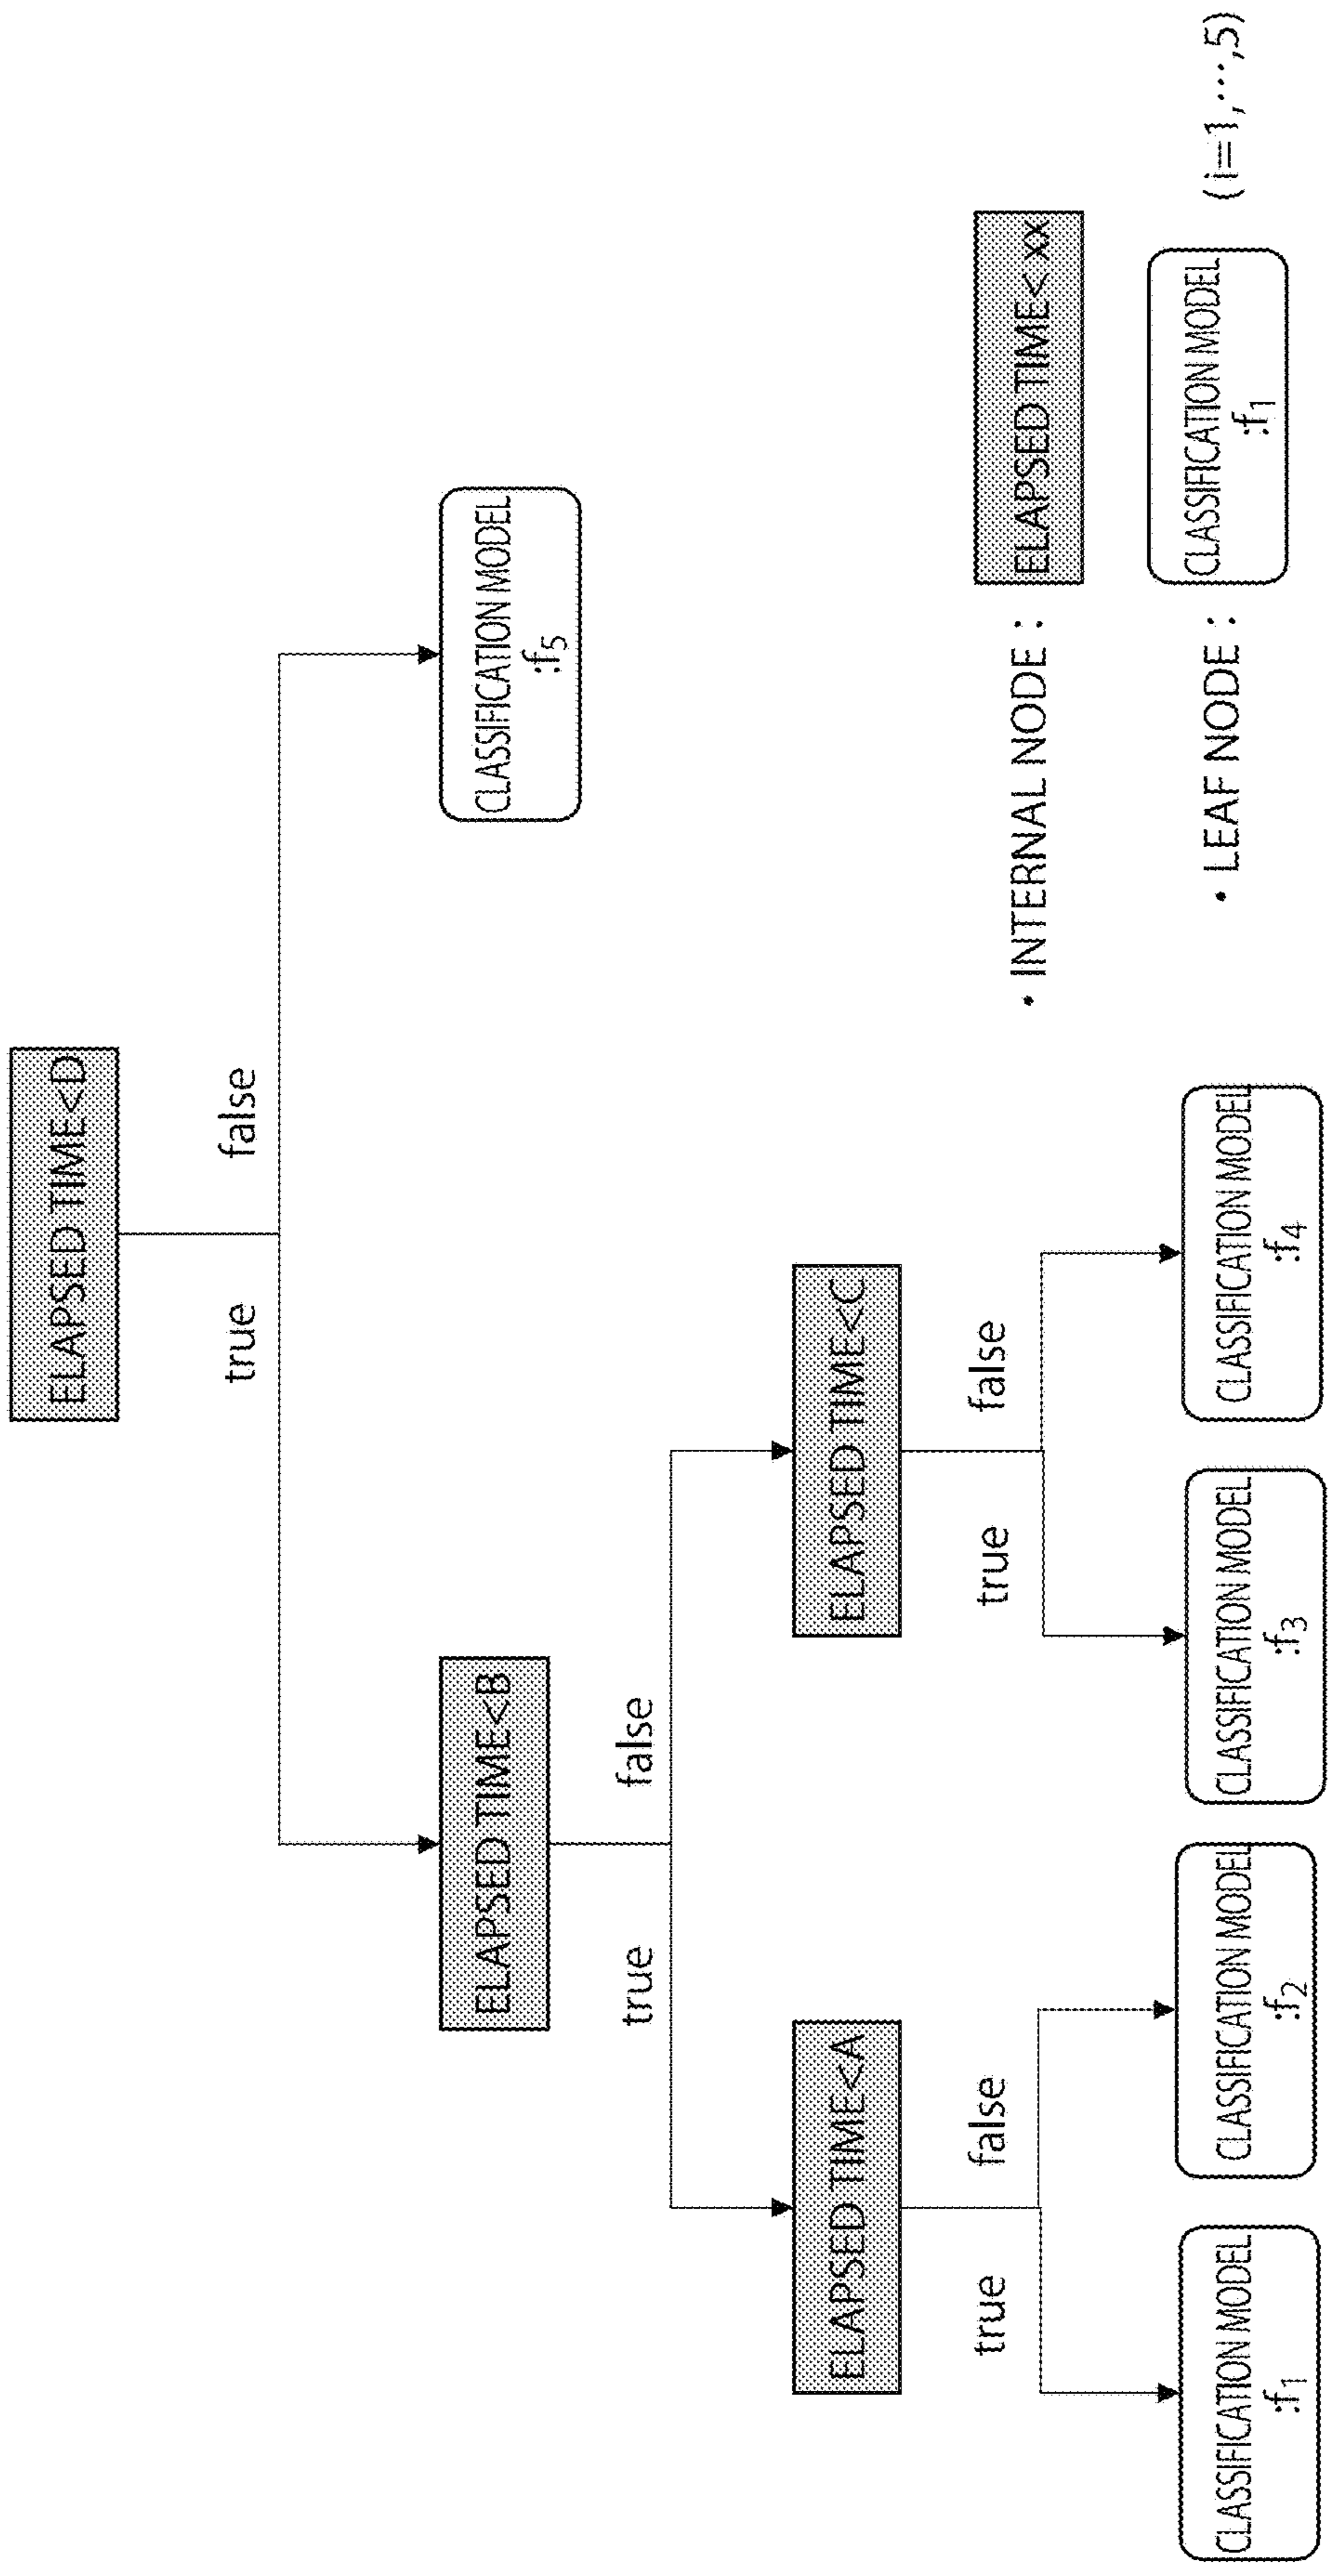 ELAPSED TIME<D
true
false
ELAPSED TIME<B
CLASSIFICATION MODEL
:f5
true
false
ELAPSED TIME<A
ELAPSED TIME<C
true
false
true
false
CLASSIFICATION MODEL
:f1
CLASSIFICATION MODEL
:f2
CLASSIFICATION MODEL
:f3
CLASSIFICATION MODEL
:f4
• INTERNAL NODE :
ELAPSED TIME< xx
• LEAF NODE :
CLASSIFICATION MODEL
:f1
(i=1,···,5)